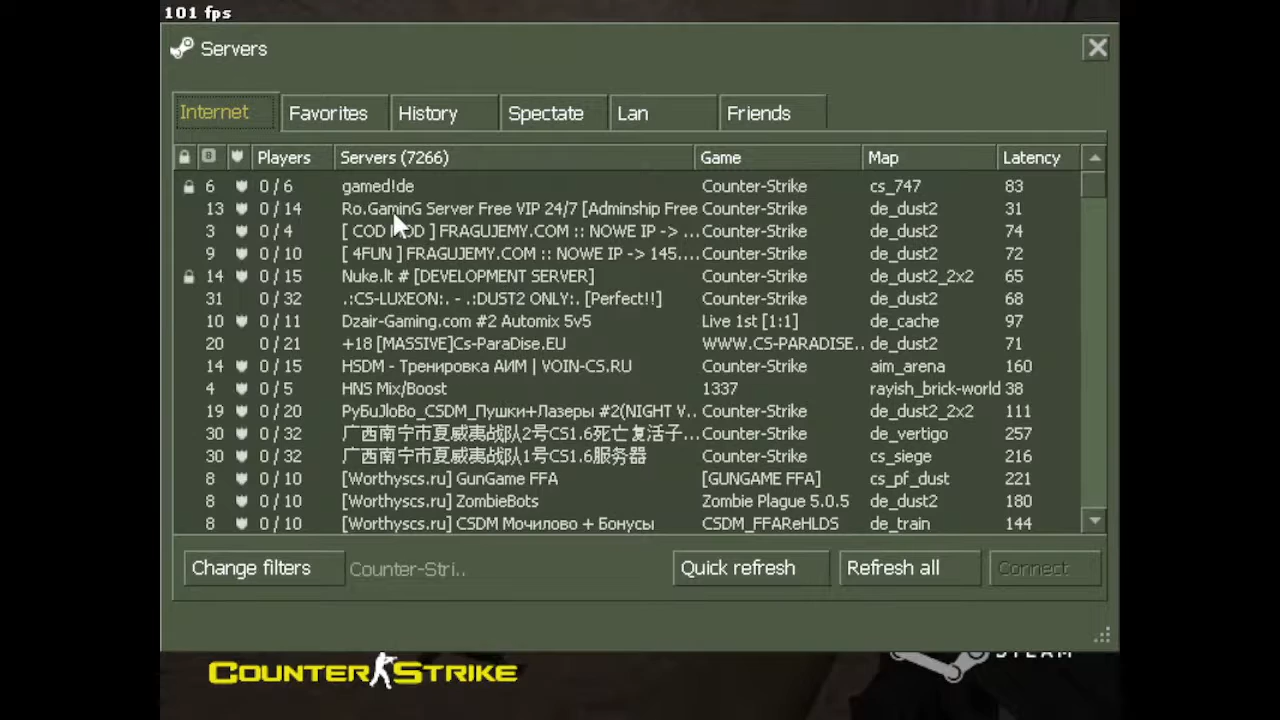 101 fps
Servers
Internet Favorites History Spectate Lan Friends
B Players Servers (7266) Game Map Latency
6 0 / 6 gamed!de Counter-Strike cs_747 83
13 0 / 14 Ro.GaminG Server Free VIP 24/7 [Adminship Free Counter-Strike de_dust2 31
3 0 / 4 [ COD MOD ] FRAGUJEMY.COM :: NOWE IP -> ... Counter-Strike de_dust2 74
9 0 / 10 [ 4FUN ] FRAGUJEMY.COM :: NOWE IP -> 145.... Counter-Strike de_dust2 72
14 0 / 15 Nuke.lt # [DEVELOPMENT SERVER] Counter-Strike de_dust2_2x2 65
31 0 / 32 .:CS-LUXEON:. - .:DUST2 ONLY:. [Perfect!!] Counter-Strike de_dust2 68
10 0 / 11 Dzair-Gaming.com #2 Automix 5v5 Live 1st [1:1] de_cache 97
20 0 / 21 +18 [MASSIVE]Cs-ParaDise.EU WWW.CS-PARADISE.. de_dust2 71
14 0 / 15 HSDM - Тренировка АИМ | VOIN-CS.RU Counter-Strike aim_arena 160
4 0 / 5 HNS Mix/Boost 1337 rayish_brick-world 38
19 0 / 20 РуБuJloBo_CSDM_Пушки+Лазеры #2(NIGHT V.. Counter-Strike de_dust2_2x2 111
30 0 / 32 广西南宁市夏威夷战队2号CS1.6死亡复活子... Counter-Strike de_vertigo 257
30 0 / 32 广西南宁市夏威夷战队1号CS1.6服务器 Counter-Strike cs_siege 216
8 0 / 10 [Worthyscs.ru] GunGame FFA [GUNGAME FFA] cs_pf_dust 221
8 0 / 10 [Worthyscs.ru] ZombieBots Zombie Plague 5.0.5 de_dust2 180
8 0 / 10 [Worthyscs.ru] CSDM Мочилово + Бонусы CSDM_FFAReHLDS de_train 144
Change filters Counter-Stri.. Quick refresh Refresh all Connect
COUNTER STRIKE STEAM